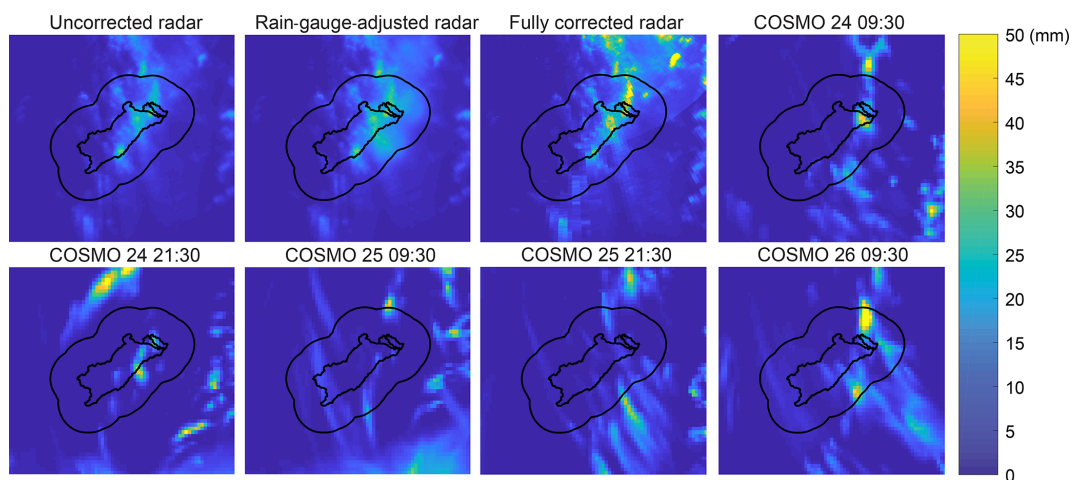 Uncorrected radar
Rain-gauge-adjusted radar
Fully corrected radar
COSMO 24 09:30
50 (mm)
45
40
35
30
25
20
15
10
5
0
COSMO 24 21:30
COSMO 25 09:30
COSMO 25 21:30
COSMO 26 09:30